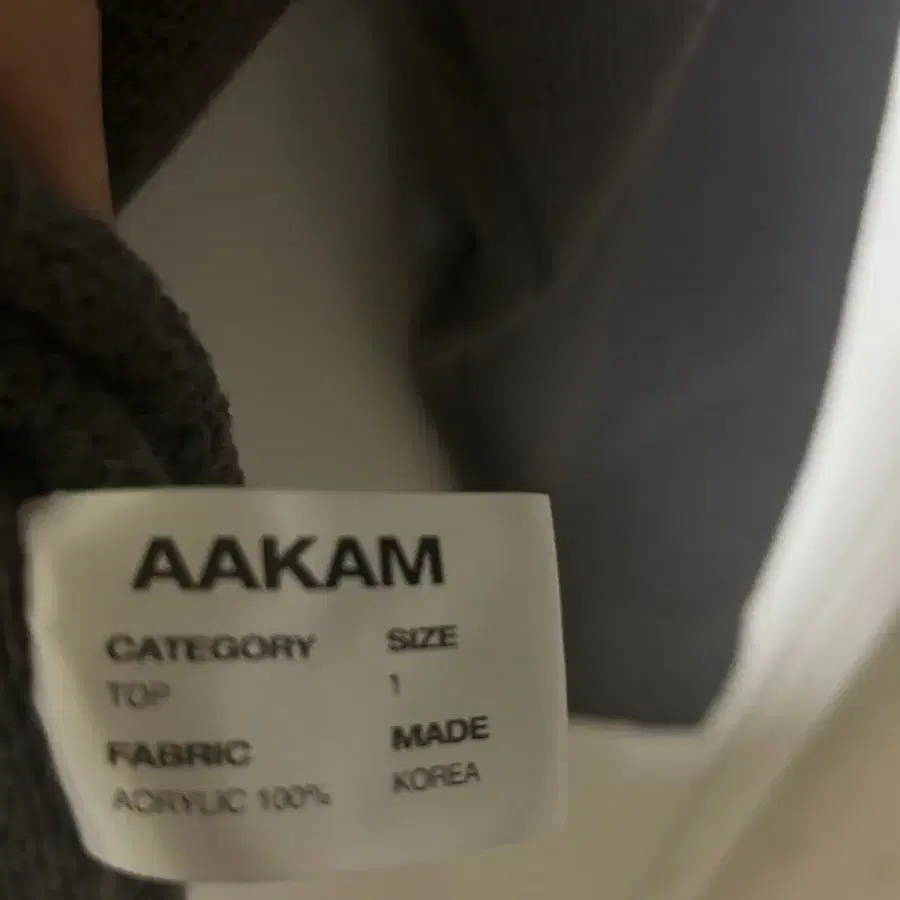 AAKAM
CATEGORY
TOP
SIZE
1
FABRIC
ACRYLIC 100%
MADE
KOREA